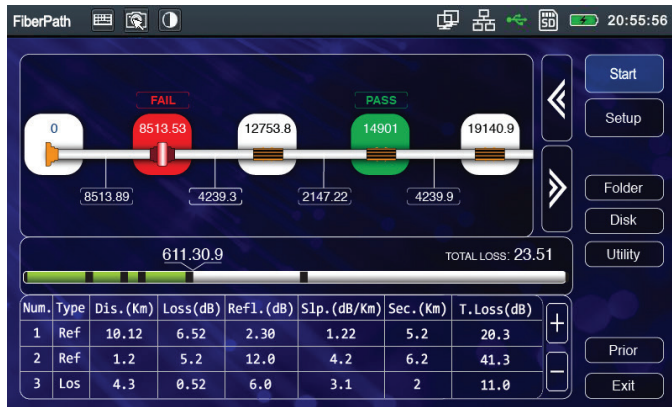 FiberPath SD 20:55:56
Start
FAIL PASS
0 8513.53 12753.8 14901 19140.9
Setup
8513.89 4239.3 2147.22 4239.9
Folder
Disk
611.30.9 TOTAL LOSS: 23.51
Utility
Num. Type Dis.(Km) Loss(dB) Refl.(dB) Slp.(dB/Km) Sec.(Km) T.Loss(dB)
1 Ref 10.12 6.52 2.30 1.22 5.2 20.3
2 Ref 1.2 5.2 12.0 4.2 6.2 41.3
3 Los 4.3 0.52 6.0 3.1 2 11.0
+
-
Prior
Exit